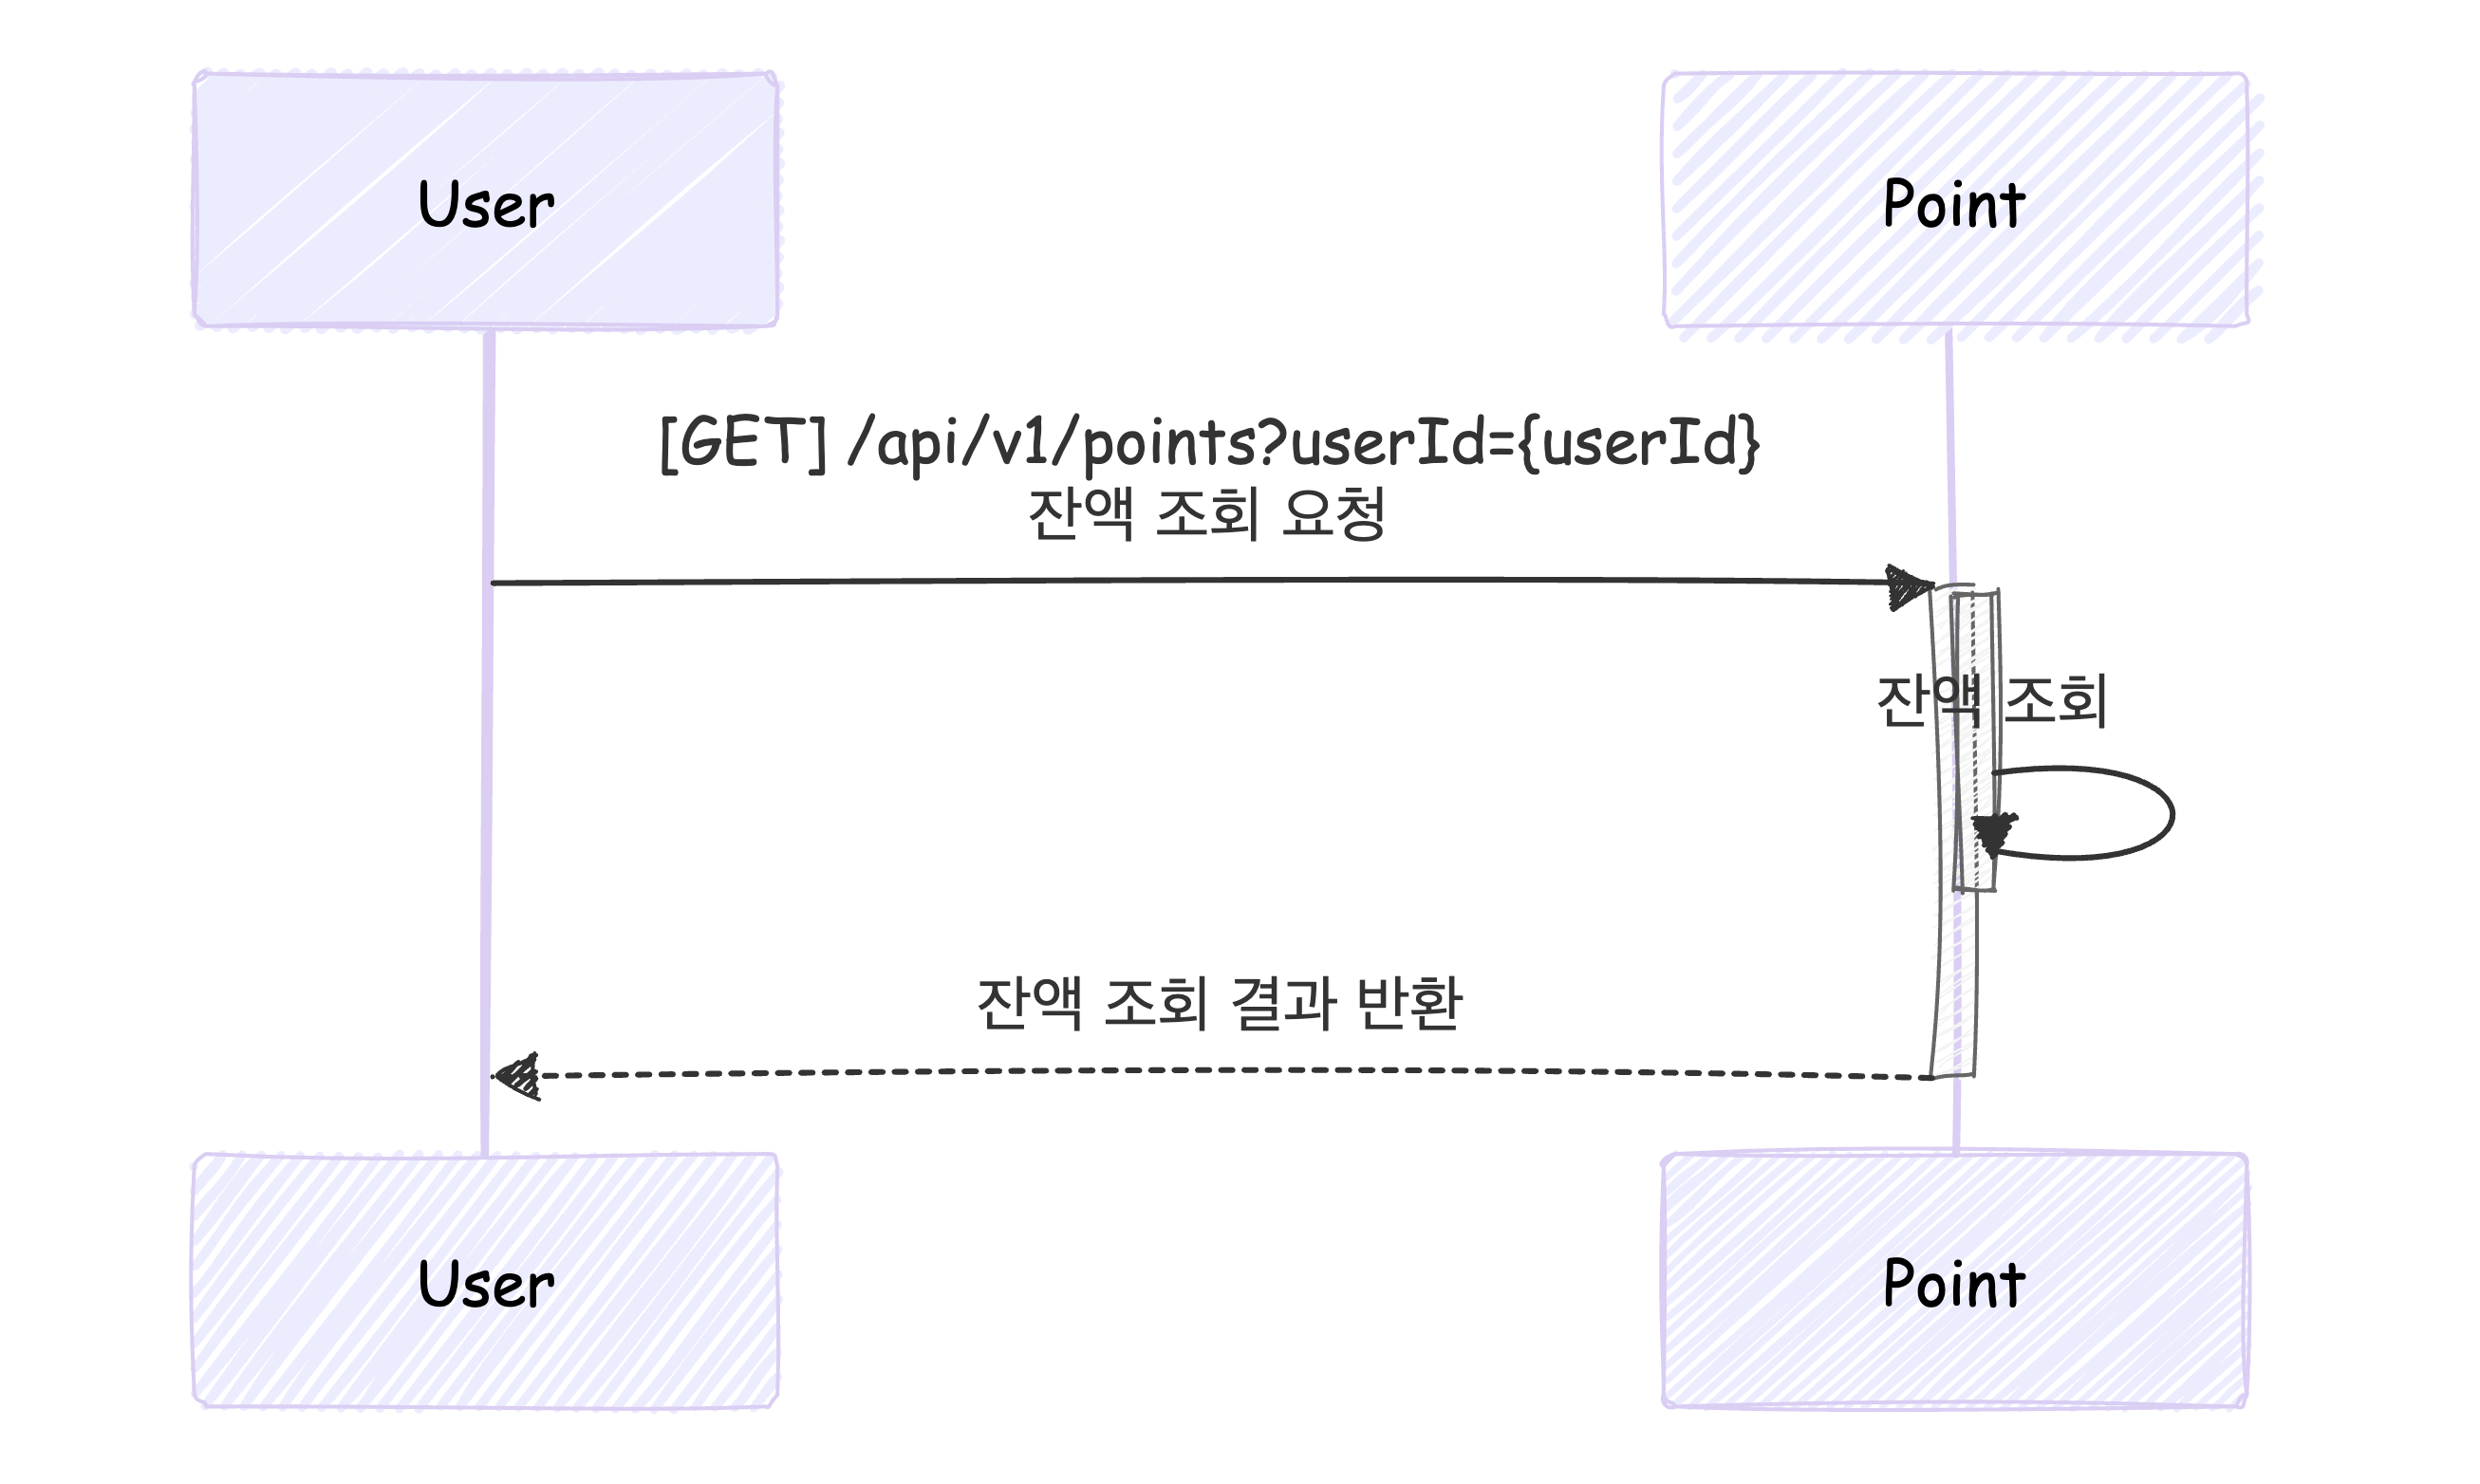 User
Point
[GET] /api/v1/points?userId={userId}
잔액 조회 요청
잔액 조회
잔액 조회 결과 반환
User
Point